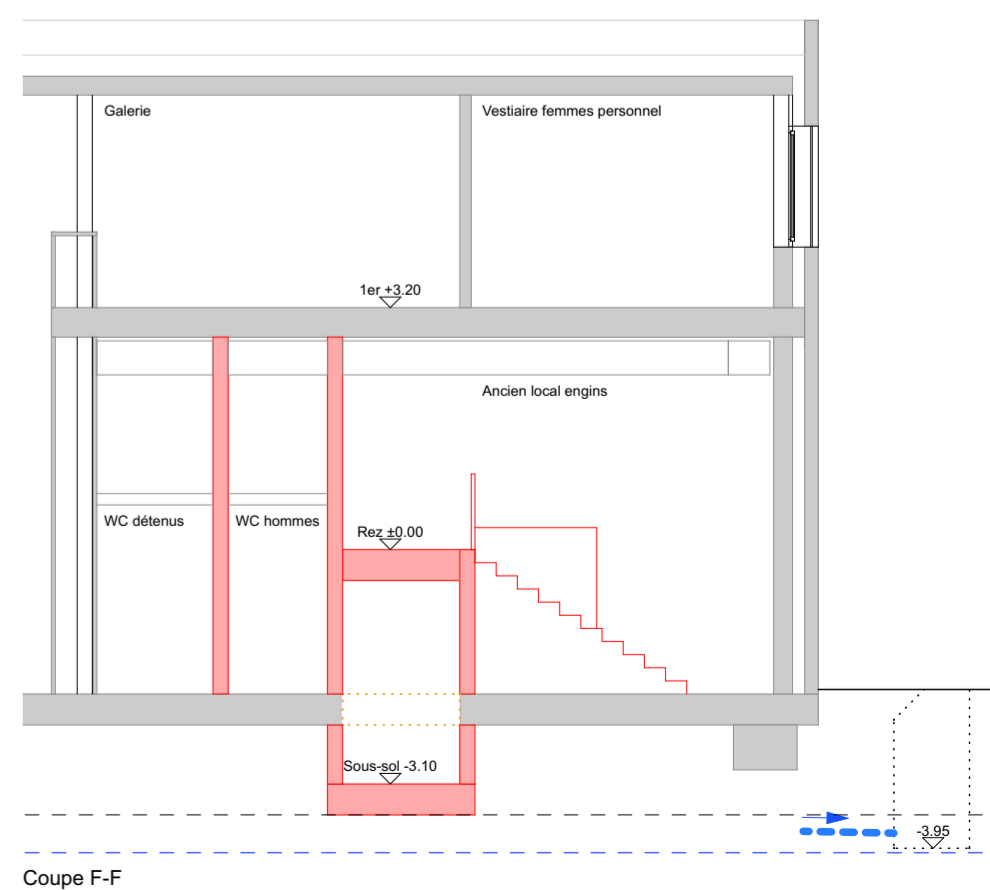 Galerie
Vestiaire femmes personnel
1er +3.20
Ancien local engins
WC détenus
WC hommes
Rez ±0.00
Sous-sol -3.10
-3.95
Coupe F-F